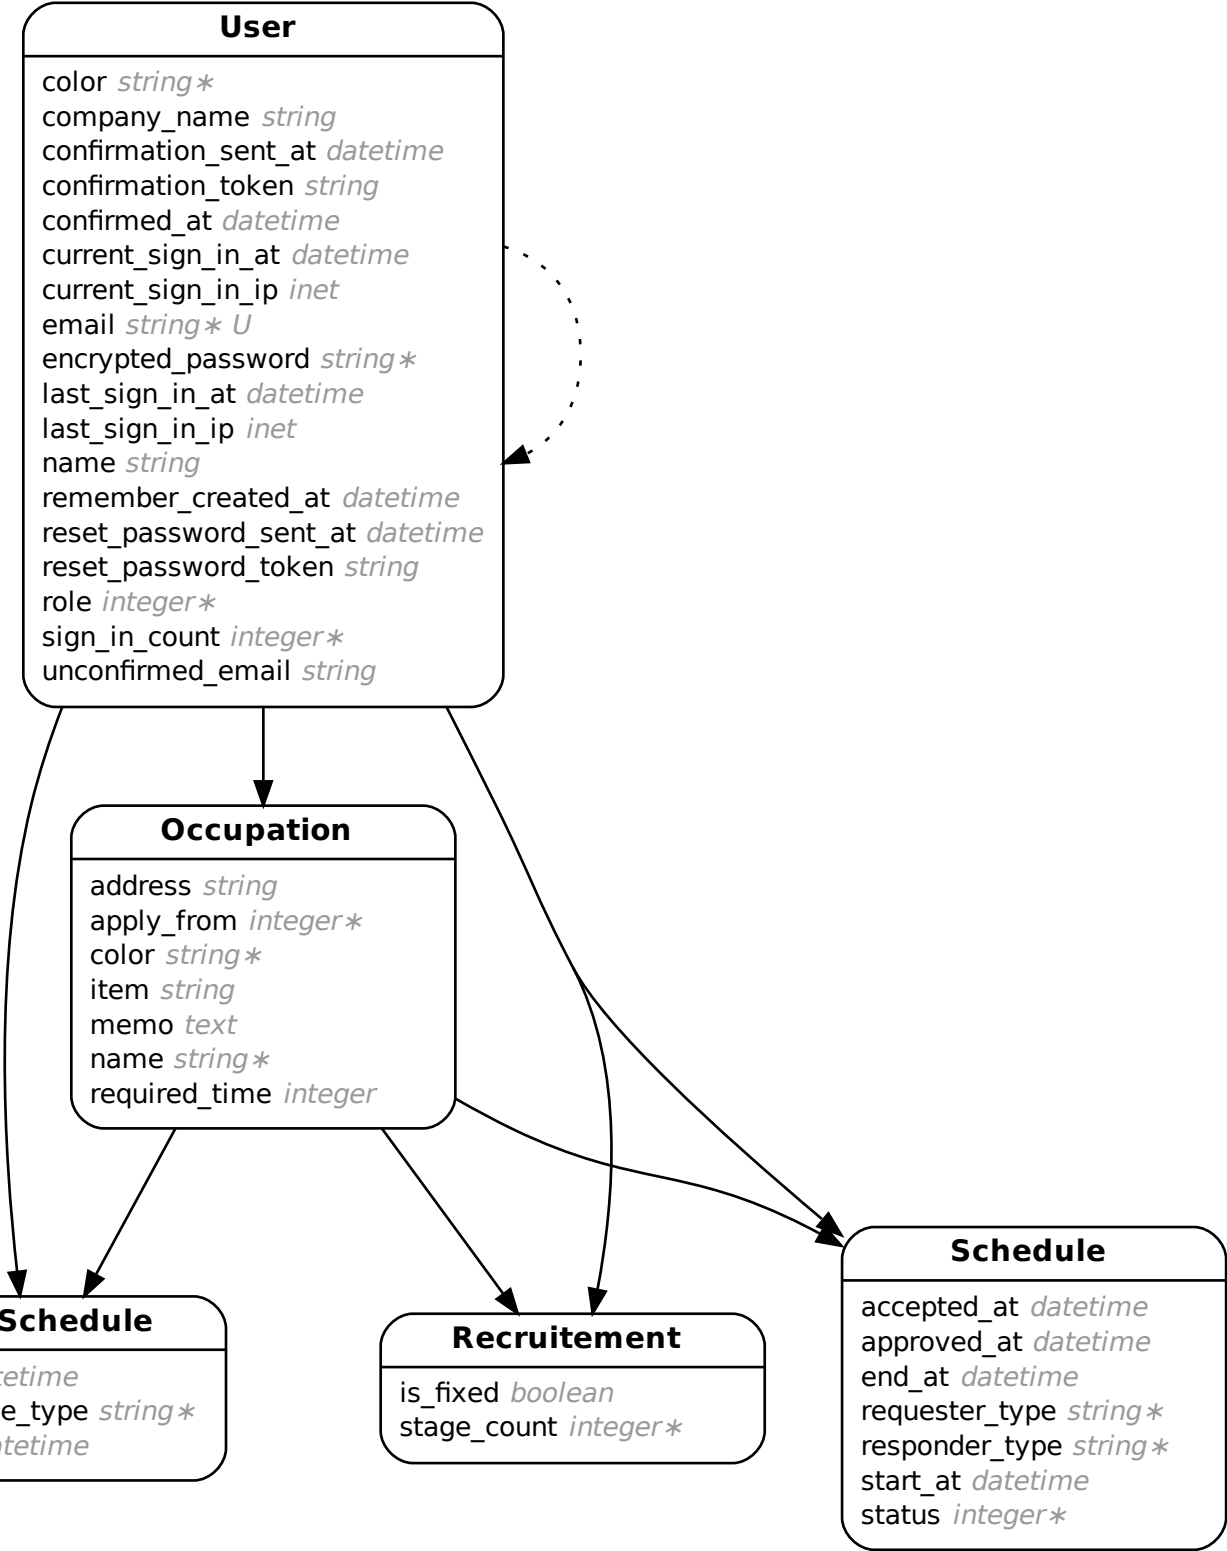 User
color string∗
company_name string
confirmation_sent_at datetime
confirmation_token string
confirmed_at datetime
current_sign_in_at datetime
current_sign_in_ip inet
email string∗ U
encrypted_password string∗
last_sign_in_at datetime
last_sign_in_ip inet
name string
remember_created_at datetime
reset_password_sent_at datetime
reset_password_token string
role integer∗
sign_in_count integer∗
unconfirmed_email string
Occupation
address string
apply_from integer∗
color string∗
item string
memo text
name string∗
required_time integer
Schedule
e_type string∗
Recruitement
is_fixed boolean
stage_count integer∗
Schedule
accepted_at datetime
approved_at datetime
end_at datetime
requester_type string∗
responder_type string∗
start_at datetime
status integer∗